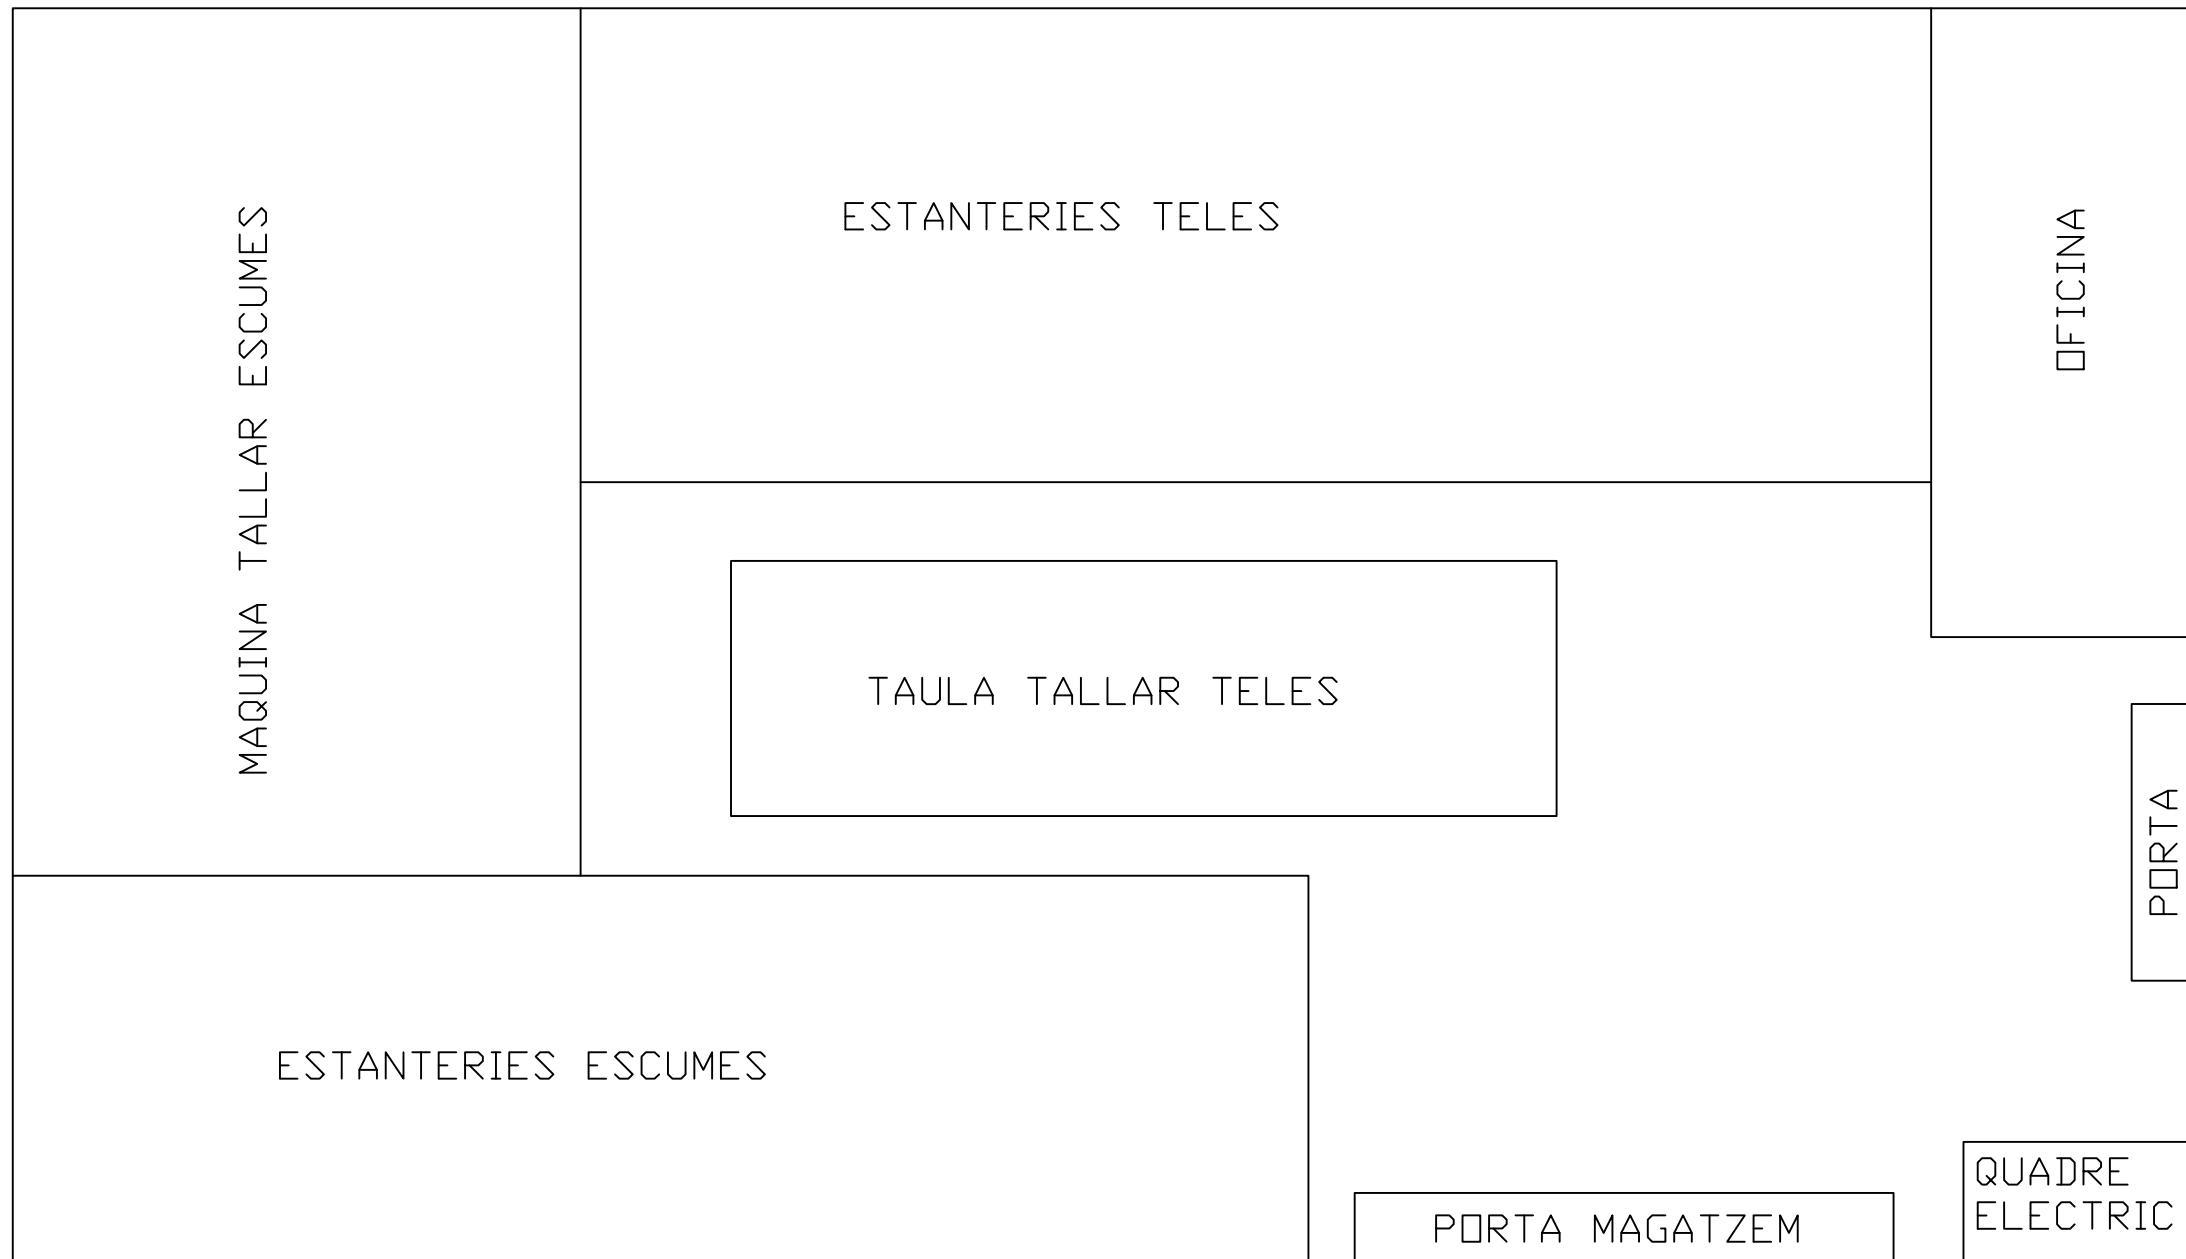 MAQUINA TALLAR ESCUMES
ESTANTERIES TELES
OFICINA
TAULA TALLAR TELES
PORTA
ESTANTERIES ESCUMES
PORTA MAGATZEM
QUADRE
ELECTRIC